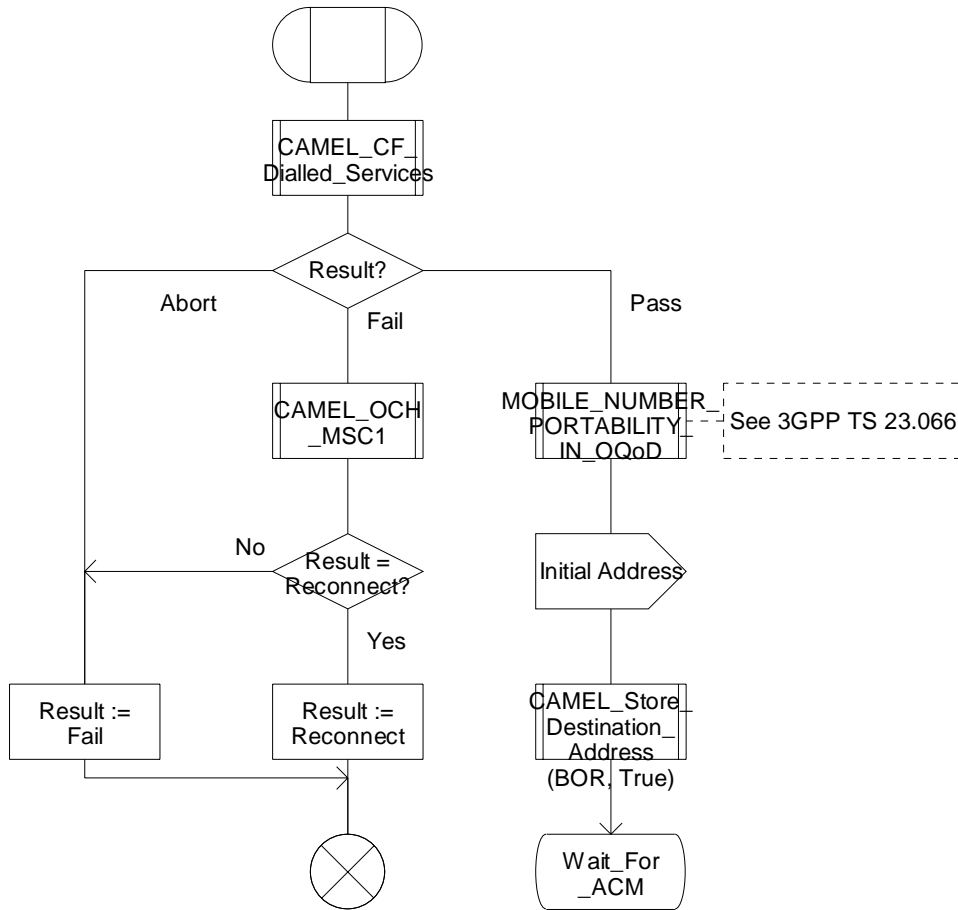 CAMEL_CF_
Dialled_Services
Result?
Abort
Fail
Pass
CAMEL_OCH
_MSC1
MOBILE_NUMBER_
PORTABILITY_
IN_OQoD
See 3GPP TS 23.066
No
Result =
Reconnect?
Initial Address
Yes
Result :=
Fail
Result :=
Reconnect
CAMEL_Store_
Destination_
Address
(BOR, True)
Wait_For
_ACM